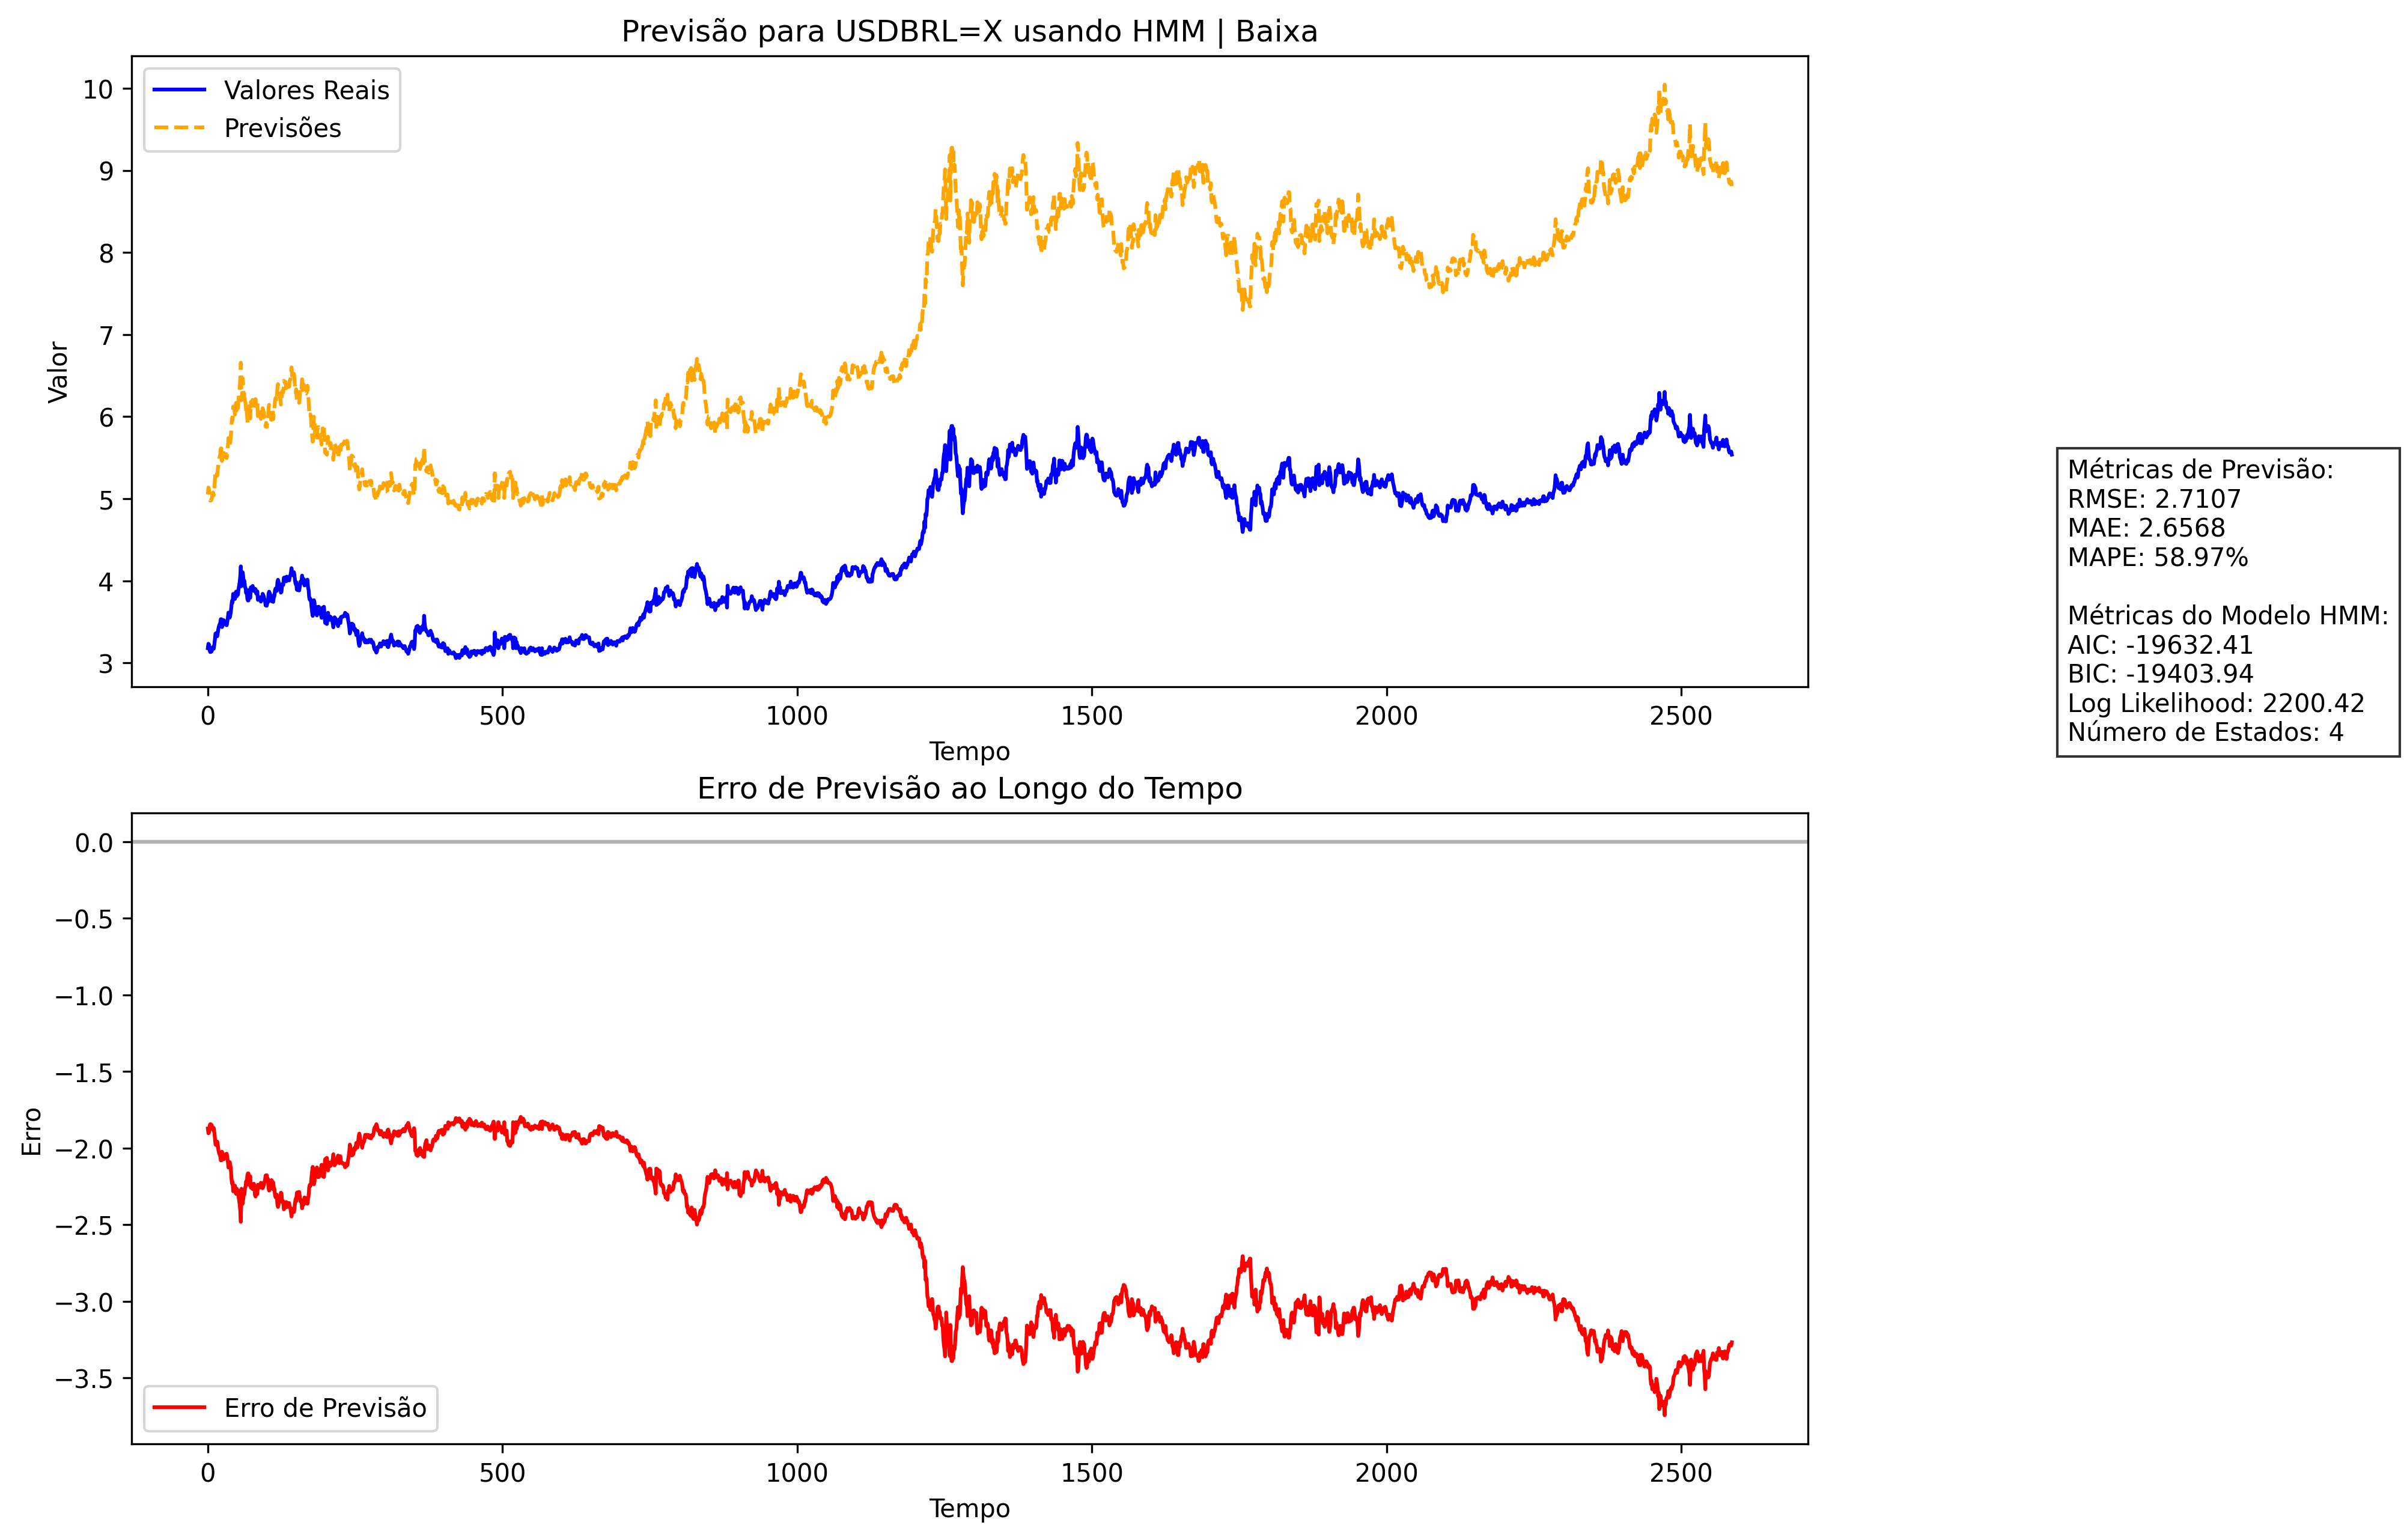 Previsão para USDBRL=X usando HMM | Baixa
Valores Reais
Previsões
10
9
8
7
6
5
4
3
Valor
0
500
1000
1500
2000
2500
Tempo
Métricas de Previsão:
RMSE: 2.7107
MAE: 2.6568
MAPE: 58.97%
Métricas do Modelo HMM:
AIC: -19632.41
BIC: -19403.94
Log Likelihood: 2200.42
Número de Estados: 4
Erro de Previsão ao Longo do Tempo
0.0
−0.5
−1.0
−1.5
−2.0
−2.5
−3.0
−3.5
Erro
Erro de Previsão
0
500
1000
1500
2000
2500
Tempo